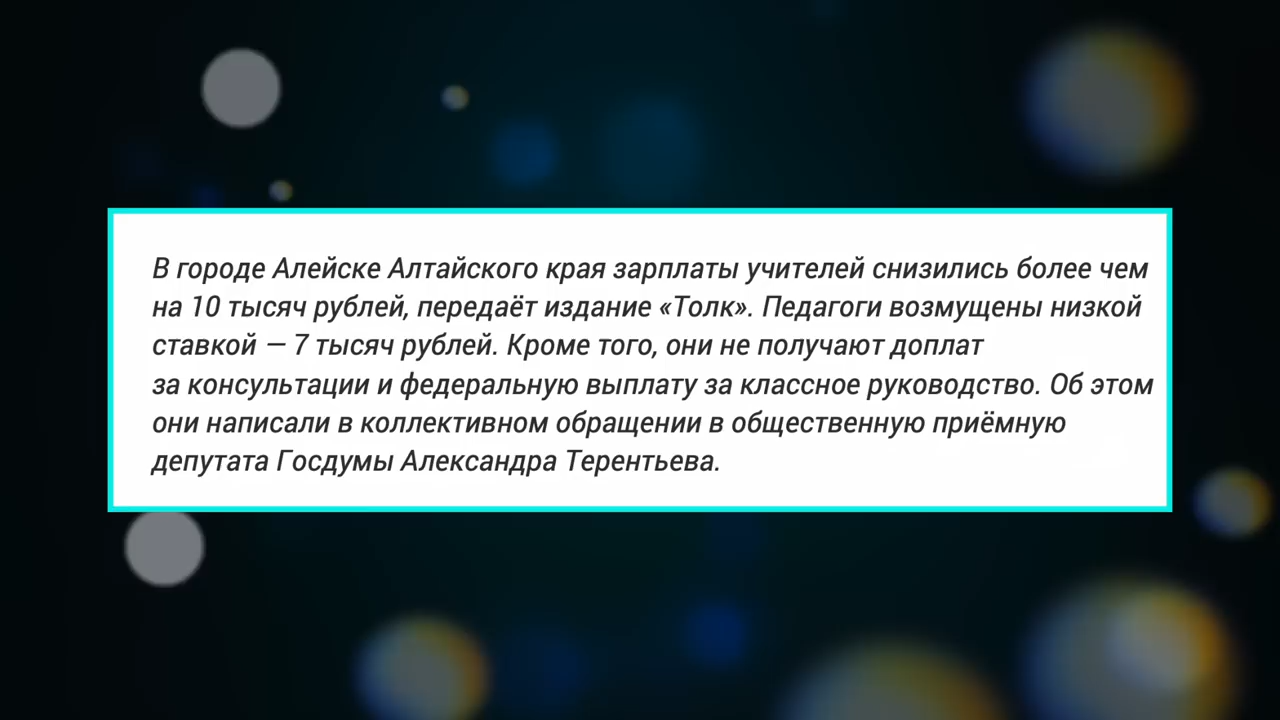 В городе Алейске Алтайского края зарплаты учителей снизились более чем
на 10 тысяч рублей, передаёт издание «Толк». Педагоги возмущены низкой
ставкой — 7 тысяч рублей. Кроме того, они не получают доплат
за консультации и федеральную выплату за классное руководство. Об этом
они написали в коллективном обращении в общественную приёмную
депутата Госдумы Александра Терентьева.